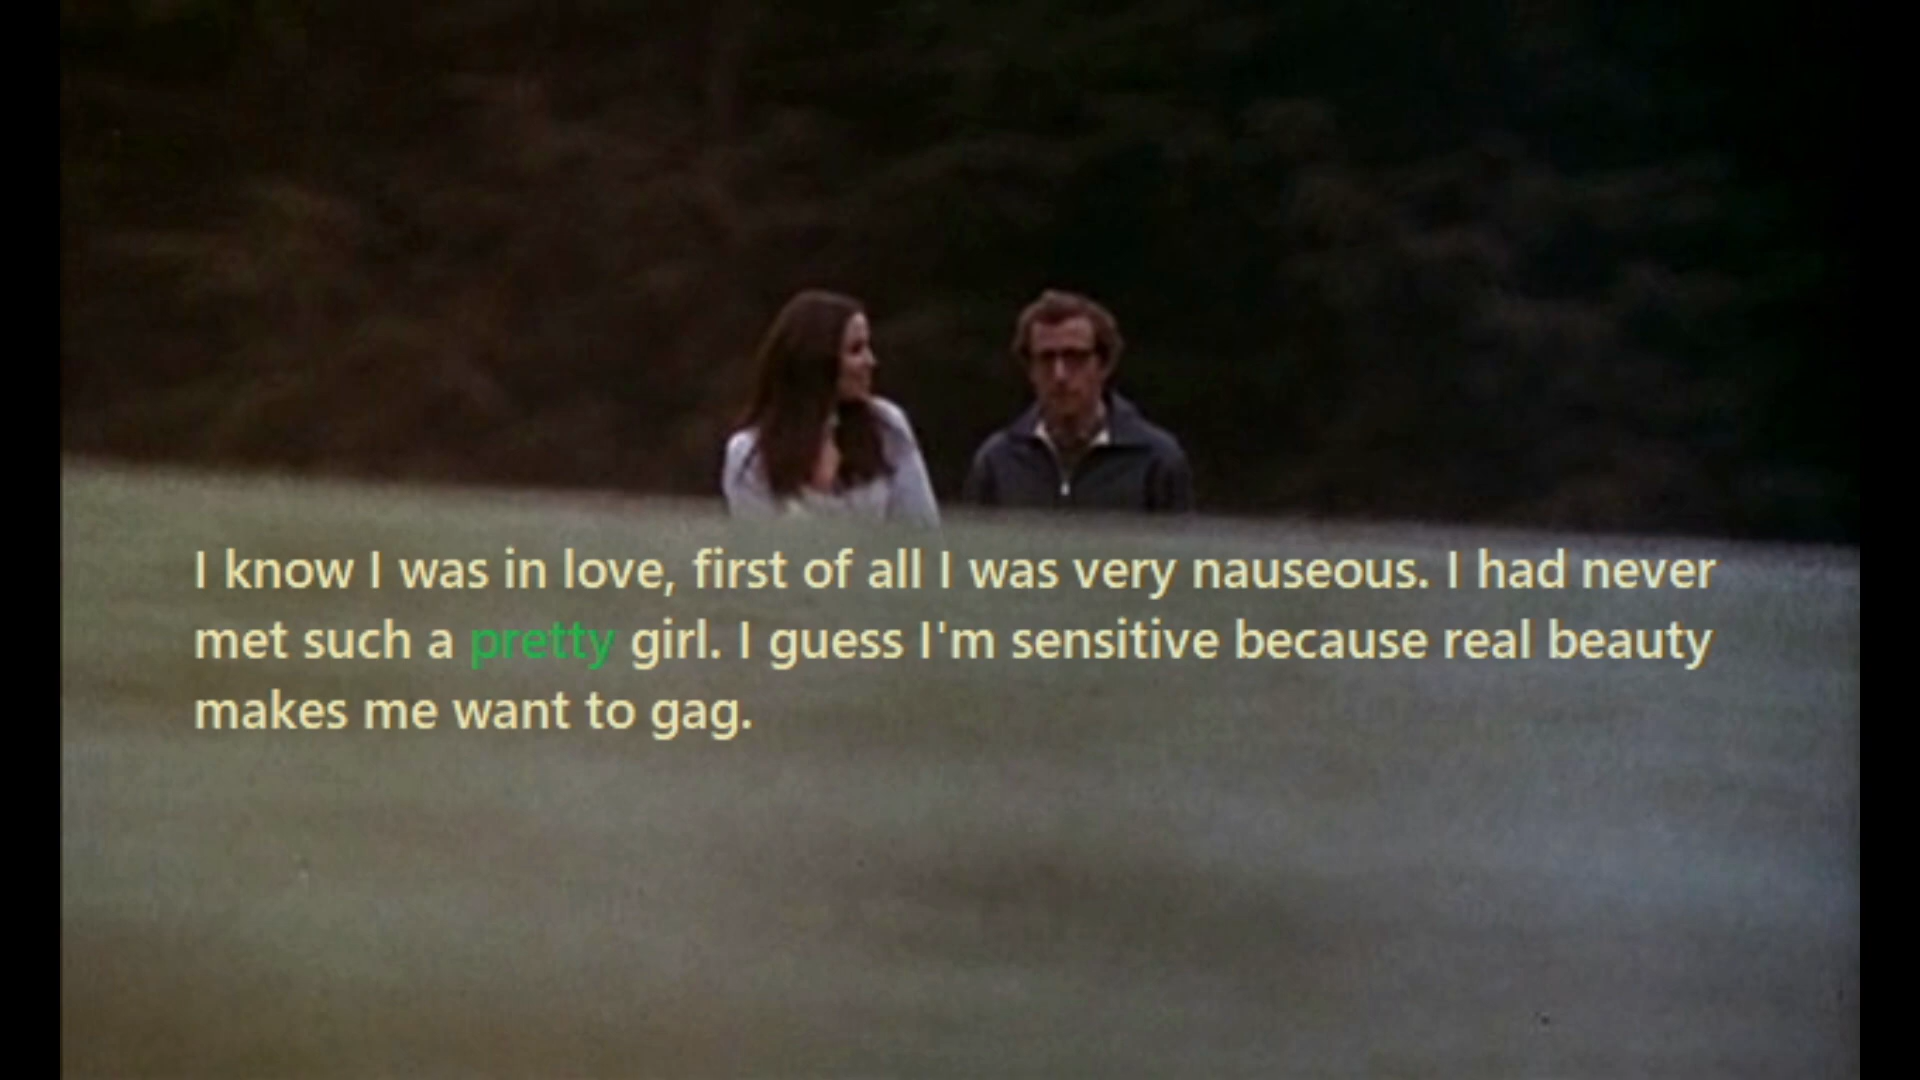 I know I was in love, first of all I was very nauseous. I had never
met such a pretty girl. I guess I'm sensitive because real beauty
makes me want to gag.